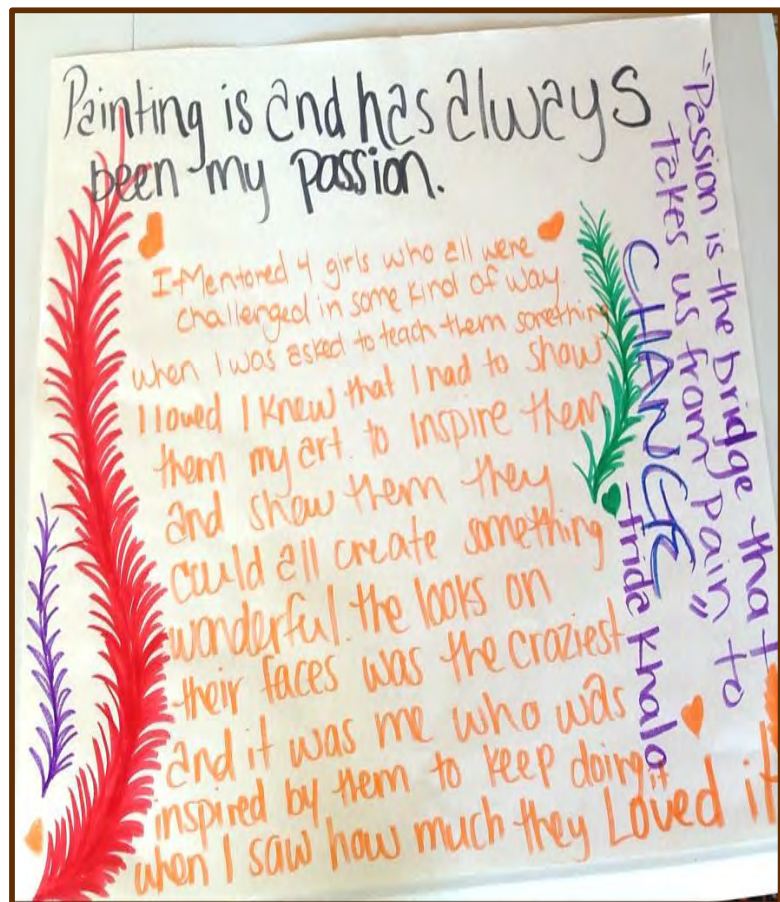 Painting is and has always
been my passion.
I Mentored 4 girls who all were
challenged in some kind of way.
when I was asked to teach them something
I loved I knew that I had to show
them my art. to inspire them
and show them they
could all create something
wonderful. the looks on
their faces was the craziest
and it was me who was
inspired by them to keep doing it
when I saw how much they Loved it
"Passion is the bridge that
takes us from pain" to
CHANGE
-frida Khalo